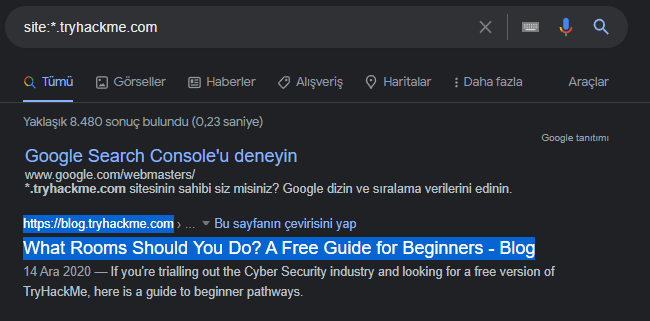 site:*.tryhackme.com
Tümü Görseller Haberler Alışveriş Haritalar Daha fazla Araçlar
Yaklaşık 8.480 sonuç bulundu (0,23 saniye)
Google tanıtımı
Google Search Console'u deneyin
www.google.com/webmasters/
*.tryhackme.com sitesinin sahibi siz misiniz? Google dizin ve sıralama verilerini edinin.
https://blog.tryhackme.com › ... Bu sayfanın çevirisini yap
What Rooms Should You Do? A Free Guide for Beginners - Blog
14 Ara 2020 — If you're trialling out the Cyber Security industry and looking for a free version of
TryHackMe, here is a guide to beginner pathways.